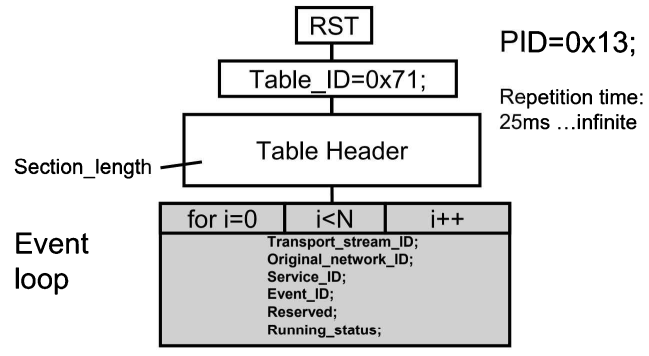 RST
PID=0x13;
Table_ID=0x71;
Repetition time:
25ms ...infinite
Table Header
Section_length
for i=0 i<N i++
Event
loop
Transport_stream_ID;
Original_network_ID;
Service_ID;
Event_ID;
Reserved;
Running_status;